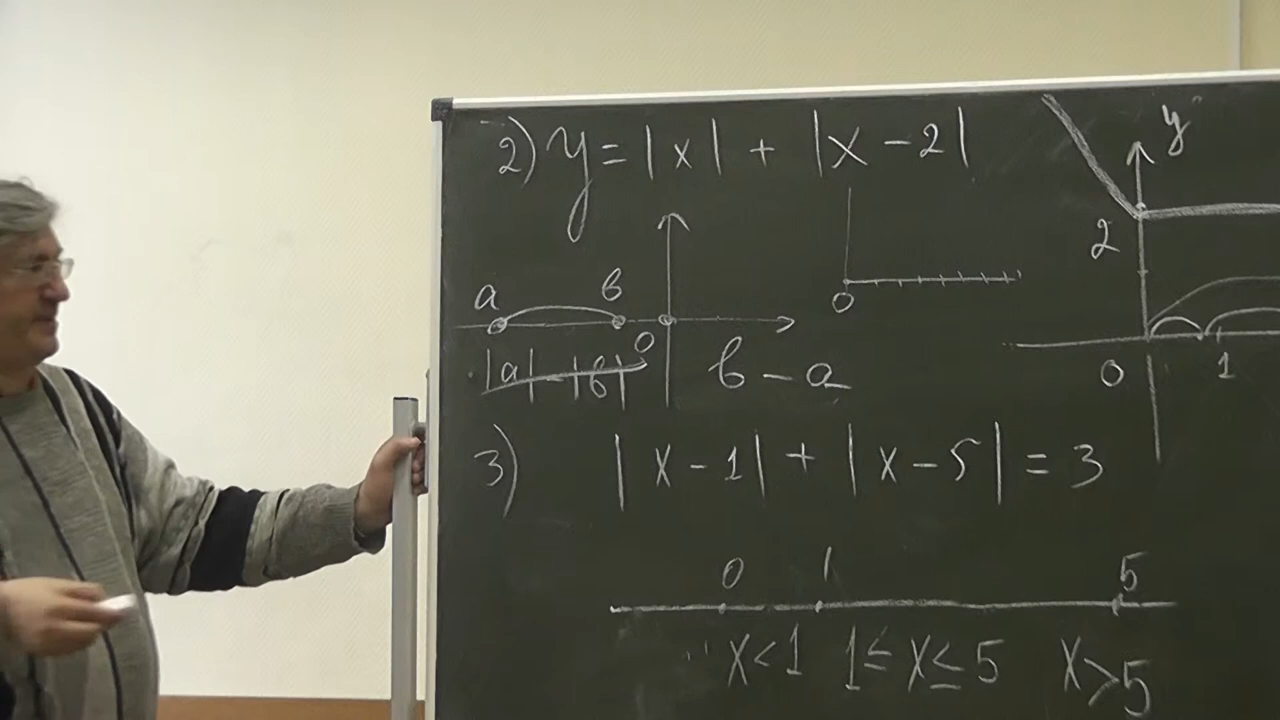 2) y = |x| + |x - 2|
y
2
a в
0
0
|a| - |в| в - a
0 1
3) |x - 1| + |x - 5| = 3
0 1 5
x < 1 1 ≤ x ≤ 5 x > 5